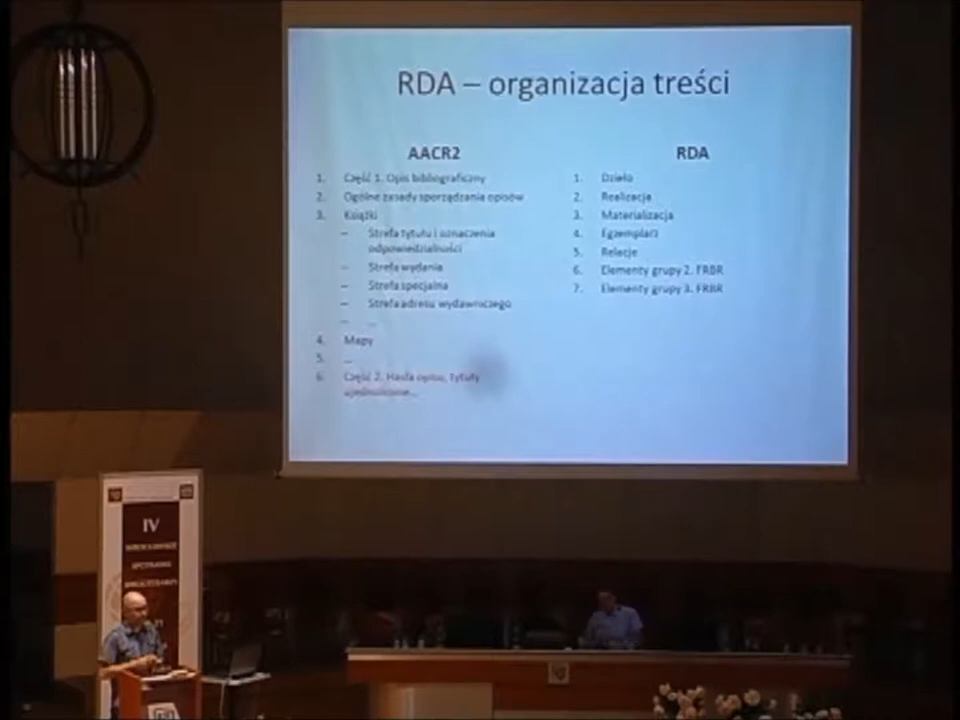 RDA – organizacja treści
AACR2
1. Część 1. Opis bibliograficzny
2. Ogólne zasady sporządzania opisów
3. Książki
– Strefa tytułu i oznaczenia
odpowiedzialności
– Strefa wydania
– Strefa specjalna
– Strefa adresu wydawniczego
– ...
4. Mapy
5. ...
6. Część 2. Hasła opisu, tytuły
ujednolicone...
RDA
1. Dzieło
2. Realizacja
3. Materializacja
4. Egzemplarz
5. Relacje
6. Elementy grupy 2. FRBR
7. Elementy grupy 3. FRBR
IV
SPOTKANIA